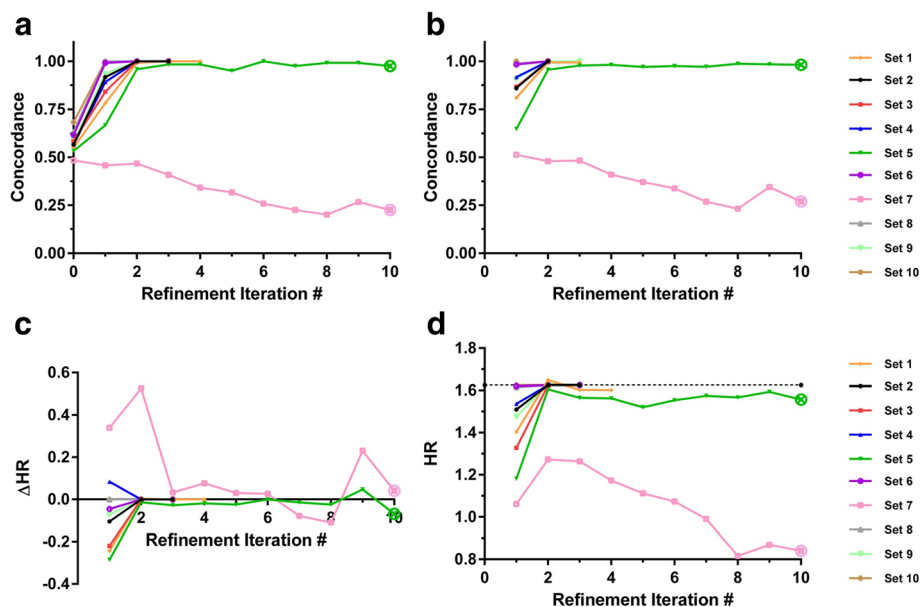 a
1.00
0.75
0.50
0.25
0.00
Concordance
0 2 4 6 8 10
Refinement Iteration #
b
1.00
0.75
0.50
0.25
0.00
Concordance
0 2 4 6 8 10
Refinement Iteration #
Set 1
Set 2
Set 3
Set 4
Set 5
Set 6
Set 7
Set 8
Set 9
Set 10
c
0.6
0.4
0.2
0.0
-0.2
-0.4
ΔHR
2 4 6 8 10
Refinement Iteration #
d
1.8
1.6
1.4
1.2
1.0
0.8
HR
0 2 4 6 8 10
Refinement Iteration #
Set 1
Set 2
Set 3
Set 4
Set 5
Set 6
Set 7
Set 8
Set 9
Set 10